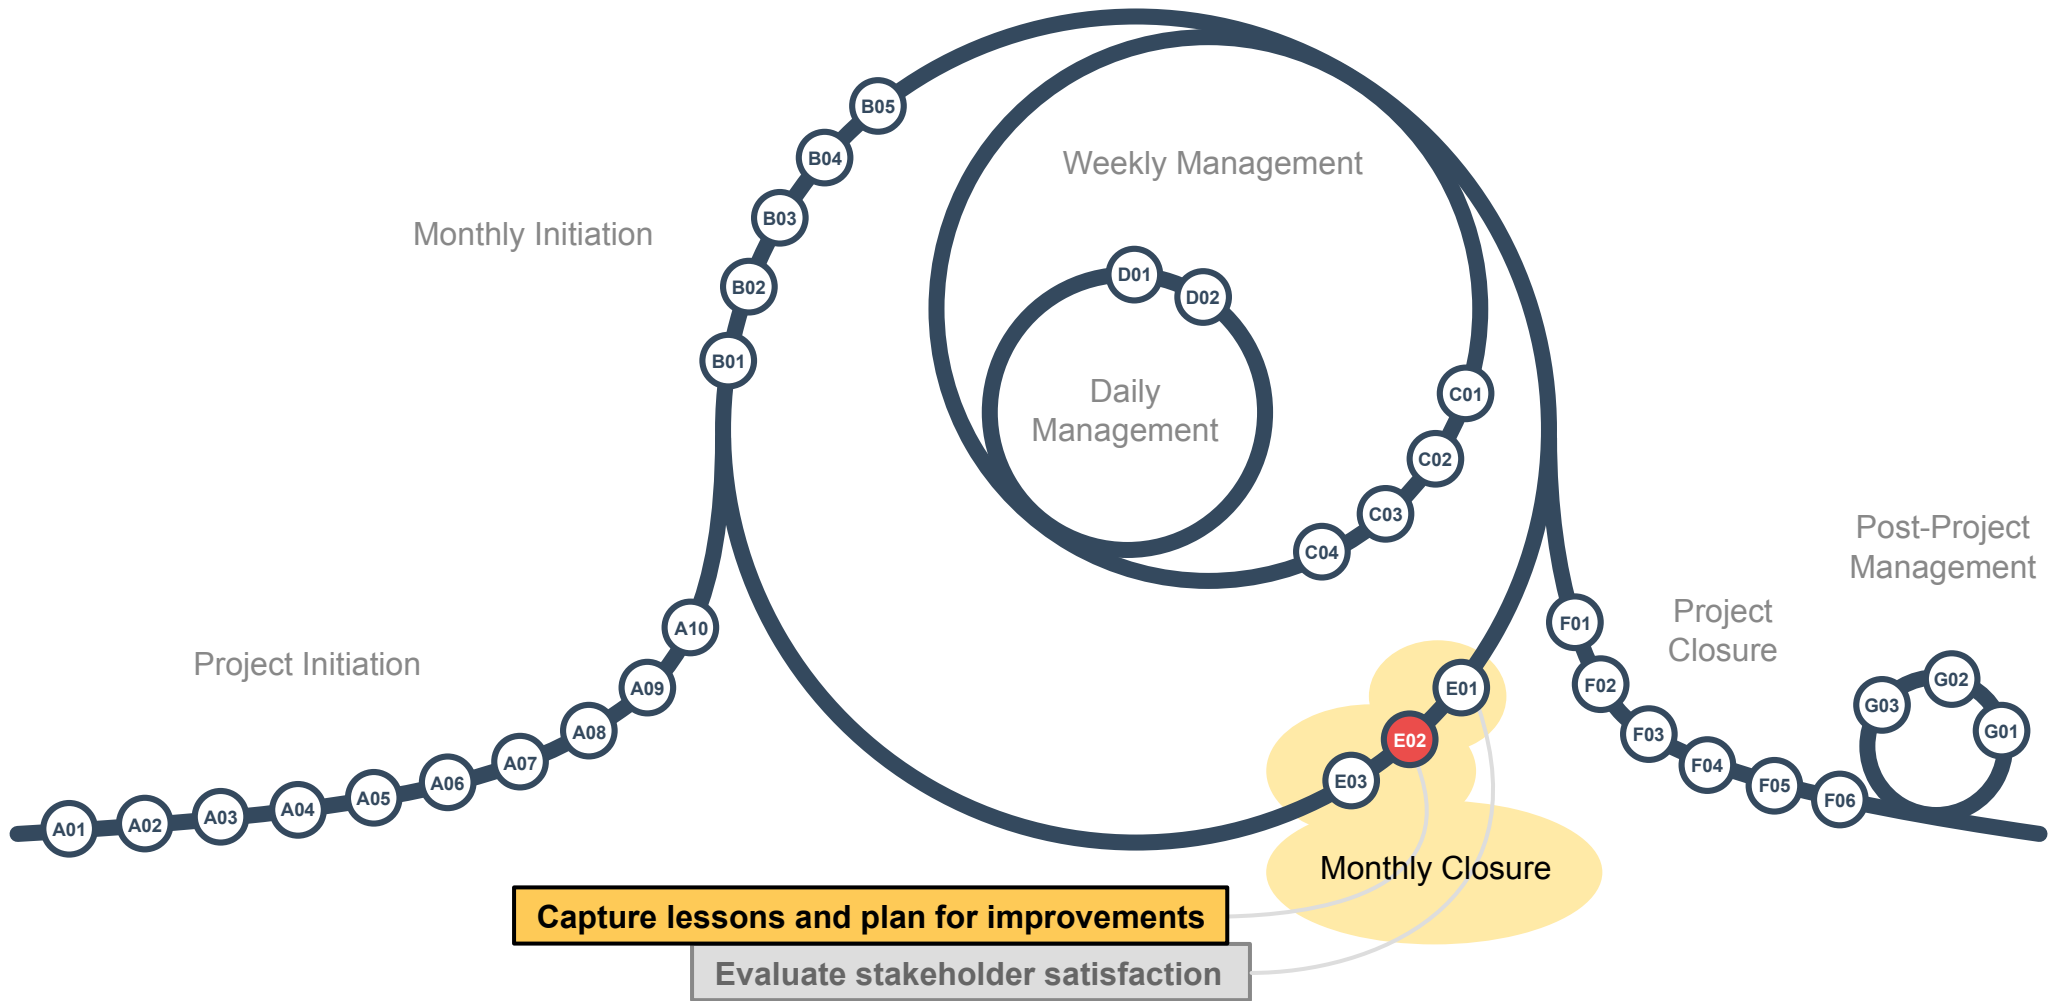 B05
Weekly Management
B04
B03
Monthly Initiation
D01
B02
D02
B01
Daily
Management
C01
C02
C03
C04
Post-Project
Management
Project
Closure
F01
A10
Project Initiation
F02
G02
A09
E01
G03
A08
E02
F03
G01
A07
F04
A06
E03
F05
A05
F06
A04
A03
A02
A01
Monthly Closure
Capture lessons and plan for improvements
Evaluate stakeholder satisfaction